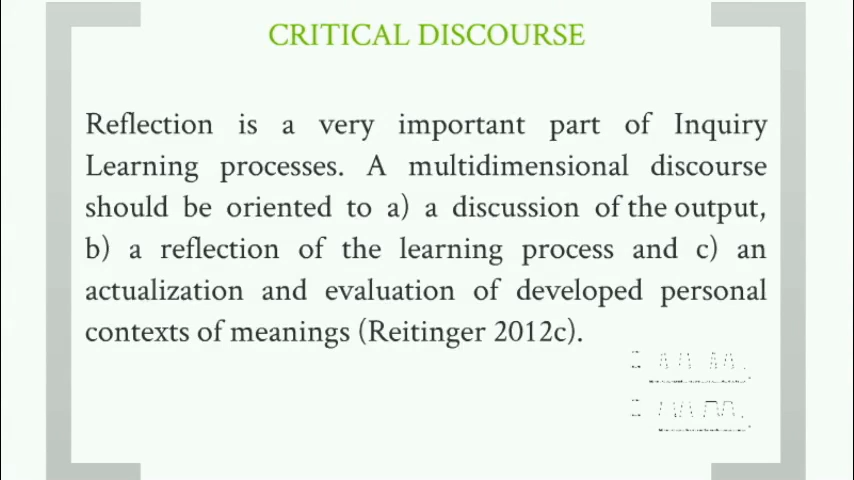 CRITICAL DISCOURSE
Reflection is a very important part of Inquiry
Learning processes. A multidimensional discourse
should be oriented to a) a discussion of the output,
b) a reflection of the learning process and c) an
actualization and evaluation of developed personal
contexts of meanings (Reitinger 2012c).